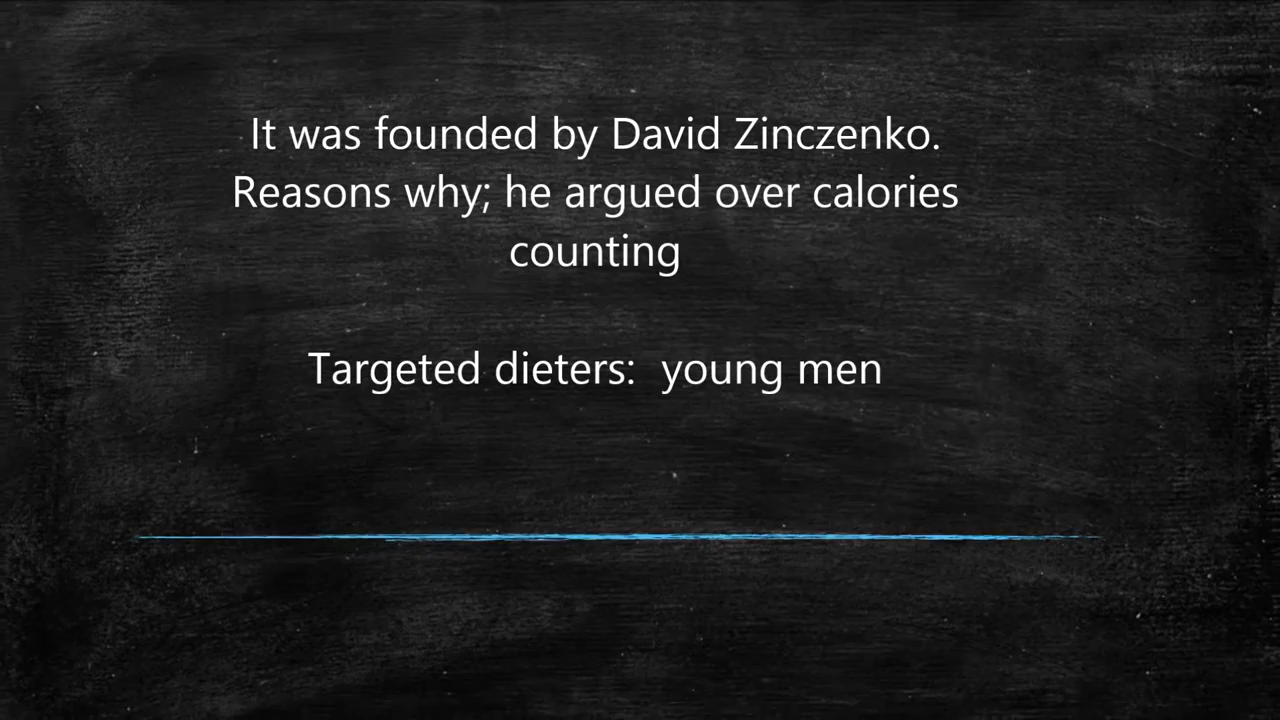 It was founded by David Zinczenko.
Reasons why; he argued over calories
counting
Targeted dieters:  young men